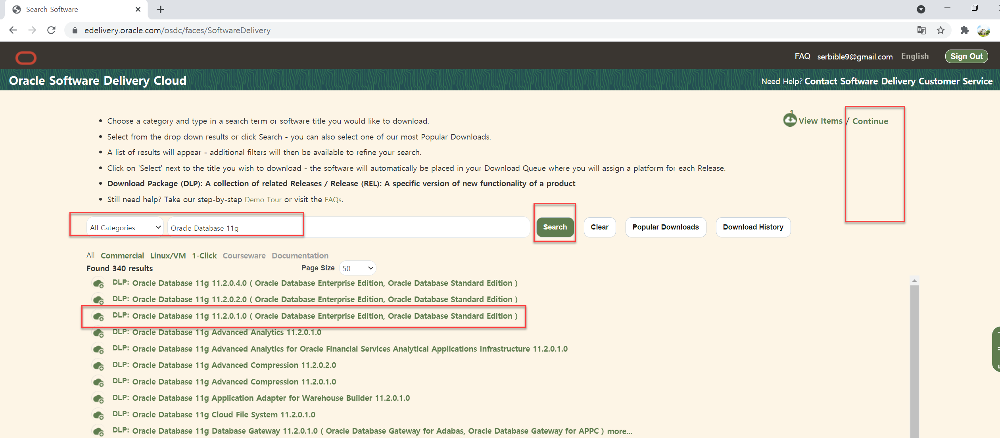 Search Software
edelivery.oracle.com/osdc/faces/SoftwareDelivery
FAQ serbible9@gmail.com English Sign Out
Oracle Software Delivery Cloud
Need Help? Contact Software Delivery Customer Service
1
View Items / Continue
Choose a category and type in a search term or software title you would like to download.
Select from the drop down results or click Search - you can also select one of our most Popular Downloads.
A list of results will appear - additional filters will then be available to refine your search.
Click on 'Select' next to the title you wish to download - the software will automatically be placed in your Download Queue where you will assign a platform for each Release.
Download Package (DLP): A collection of related Releases / Release (REL): A specific version of new functionality of a product
Still need help? Take our step-by-step Demo Tour or visit the FAQs.
All Categories Oracle Database 11g Search Clear Popular Downloads Download History
All Commercial Linux/VM 1-Click Courseware Documentation
Found 340 results Page Size 50
DLP: Oracle Database 11g 11.2.0.4.0 ( Oracle Database Enterprise Edition, Oracle Database Standard Edition )
DLP: Oracle Database 11g 11.2.0.2.0 ( Oracle Database Enterprise Edition, Oracle Database Standard Edition )
DLP: Oracle Database 11g 11.2.0.1.0 ( Oracle Database Enterprise Edition, Oracle Database Standard Edition )
DLP: Oracle Database 11g Advanced Analytics 11.2.0.1.0
DLP: Oracle Database 11g Advanced Analytics for Oracle Financial Services Analytical Applications Infrastructure 11.2.0.1.0
DLP: Oracle Database 11g Advanced Compression 11.2.0.2.0
DLP: Oracle Database 11g Advanced Compression 11.2.0.1.0
DLP: Oracle Database 11g Application Adapter for Warehouse Builder 11.2.0.1.0
DLP: Oracle Database 11g Cloud File System 11.2.0.1.0
DLP: Oracle Database 11g Database Gateway 11.2.0.1.0 ( Oracle Database Gateway for Adabas, Oracle Database Gateway for APPC ) more...